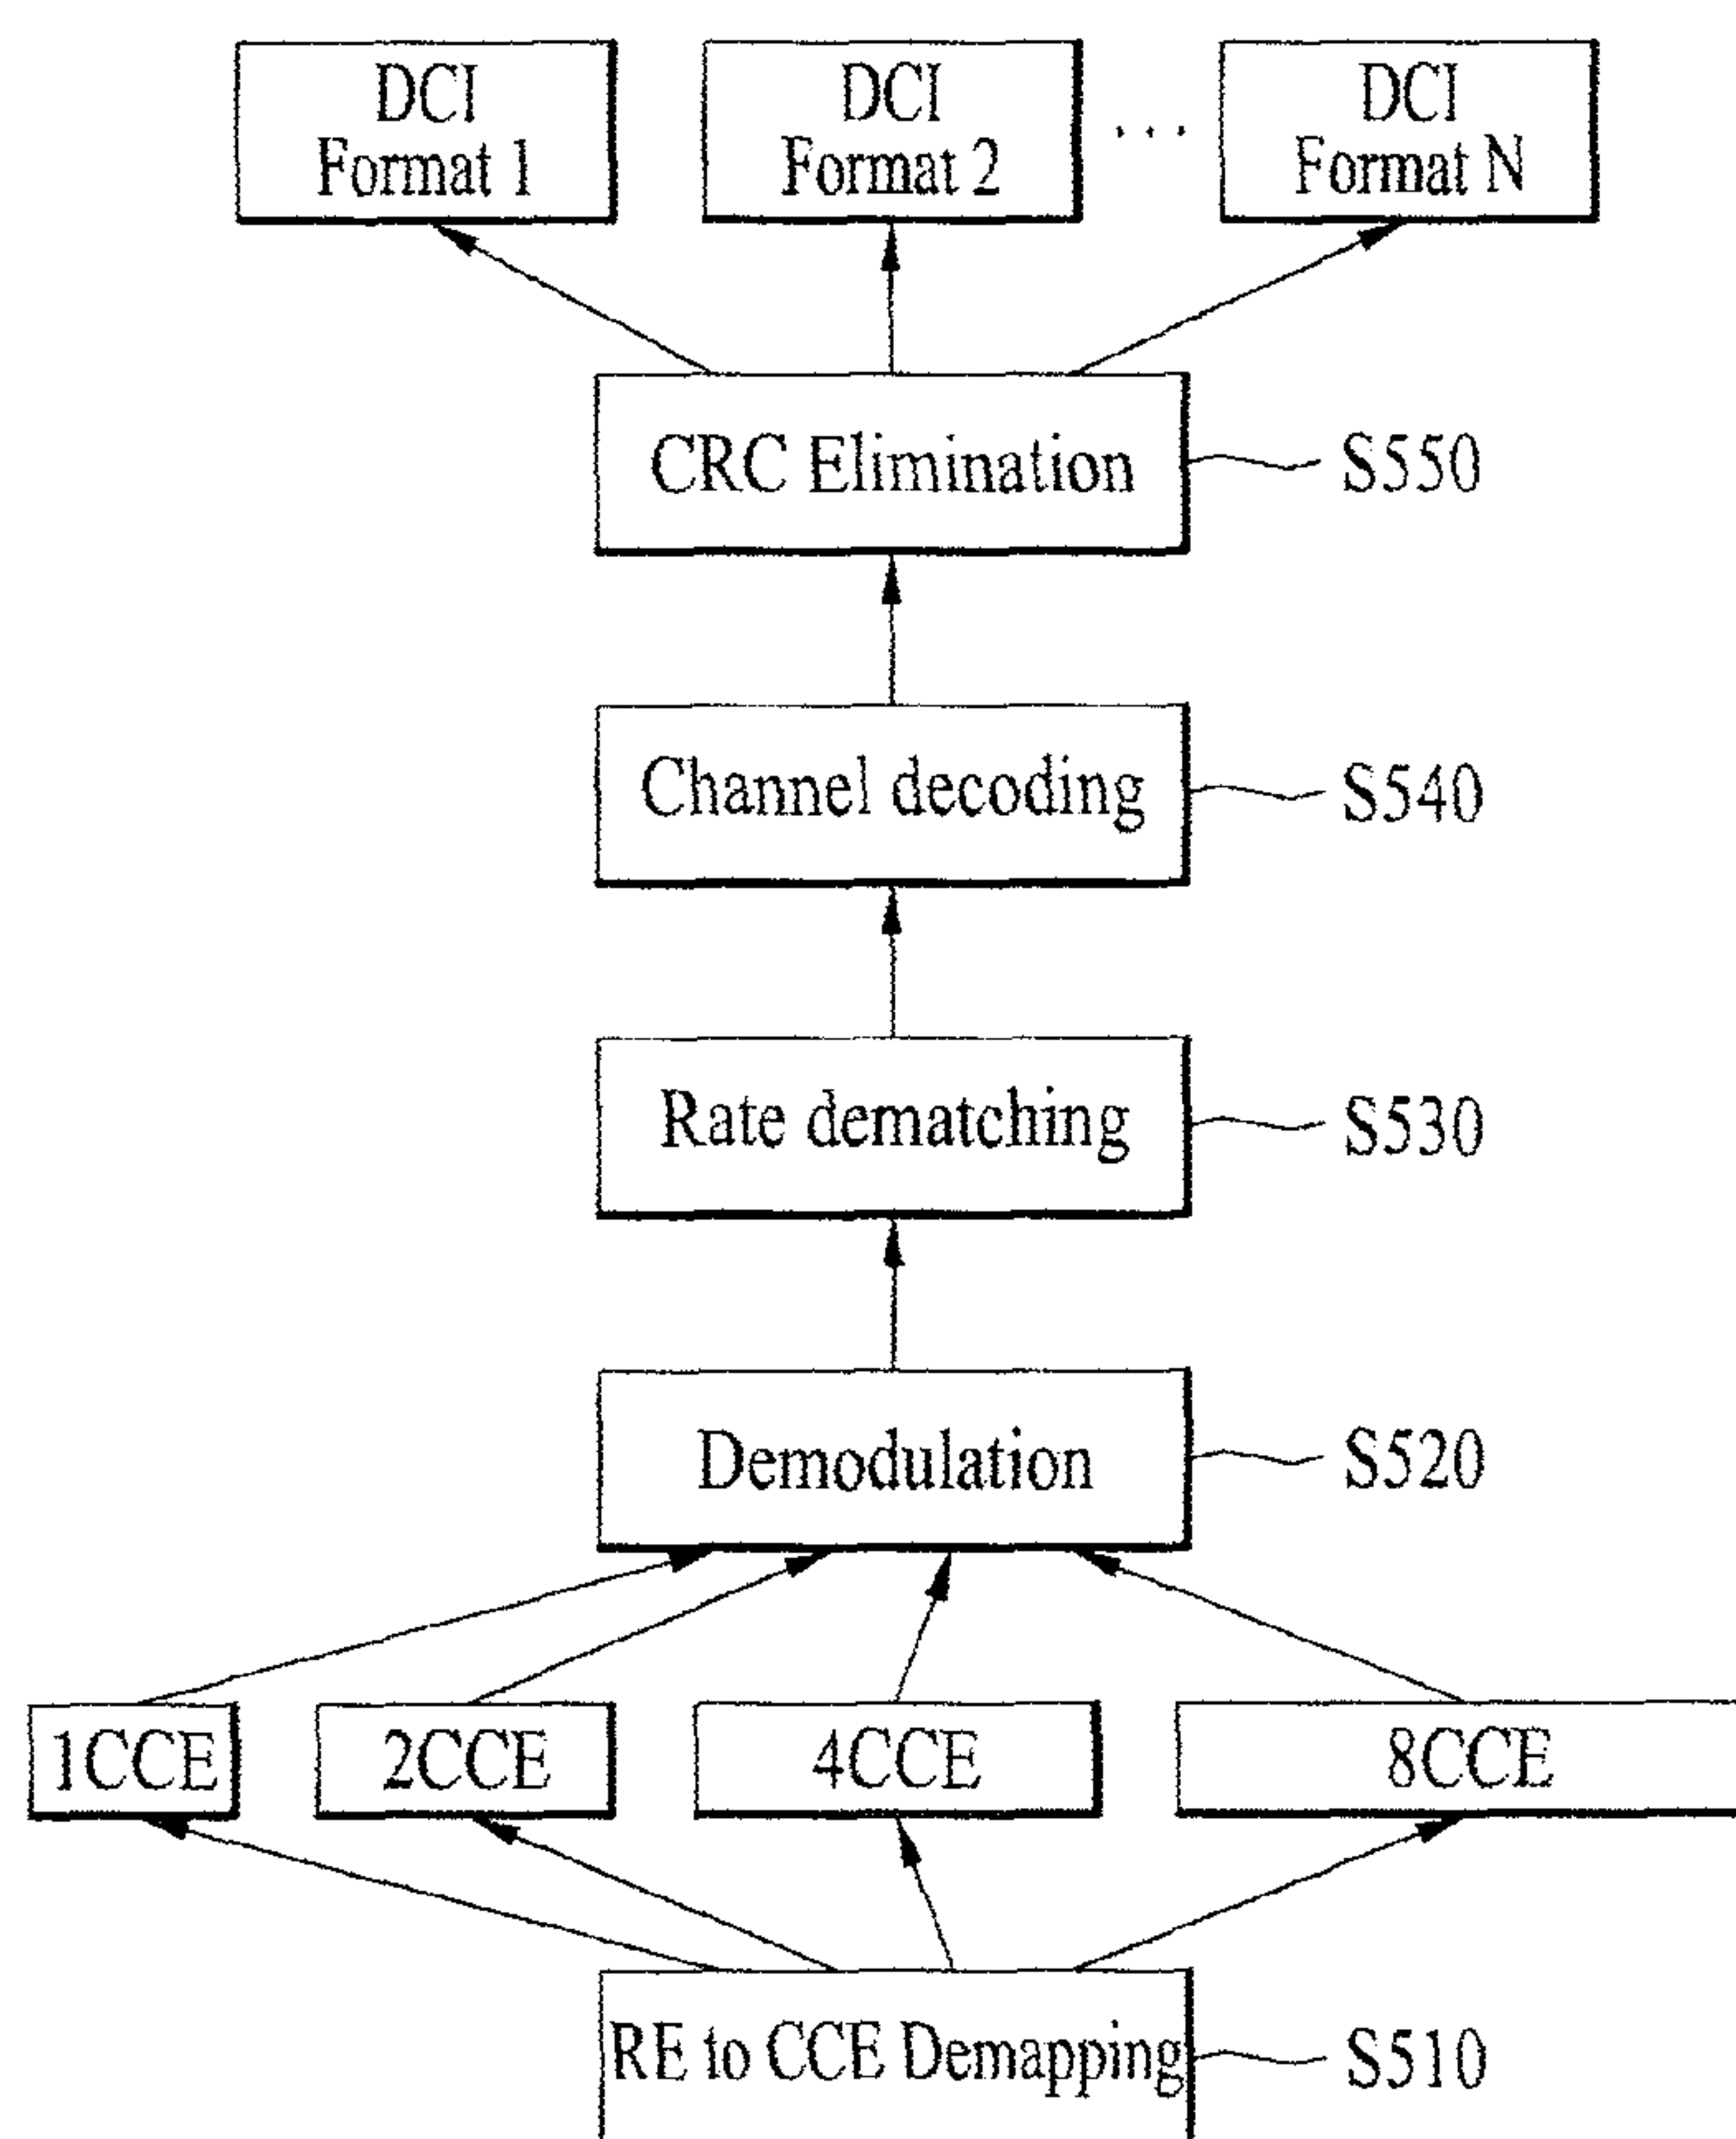 DCI
Format 1
DCI
Format 2
...
DCI
Format N
CRC Elimination
S550
Channel decoding
S540
Rate dematching
S530
Demodulation
S520
1CCE
2CCE
4CCE
8CCE
RE to CCE Demapping
S510